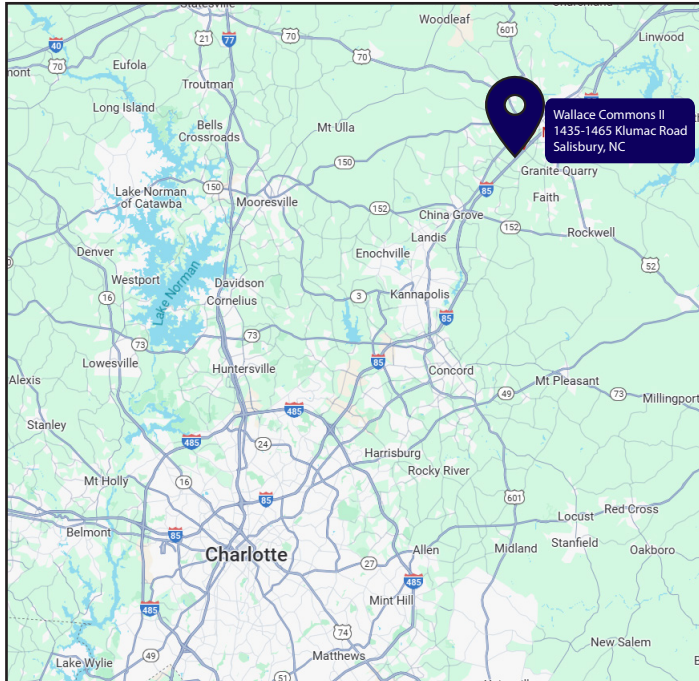 Statesville
Woodleaf
Churchland
601
Linwood
40
21
77
70
70
70
mont
Eufola
Troutman
85
Long Island
Bells
Crossroads
Mt Ulla
Wallace Commons II
1435-1465 Klumac Road
Salisbury, NC
150
Granite Quarry
Lake Norman
of Catawba
150
Mooresville
85
Faith
152
China Grove
152
Rockwell
Landis
Denver
Enochville
52
Westport
Davidson
Cornelius
16
Lake Norman
3
Kannapolis
85
73
73
85
Lowesville
Huntersville
Concord
Alexis
49
Mt Pleasant
73
Millingport
Stanley
485
485
24
Harrisburg
Rocky River
Mt Holly
16
85
601
Locust
Red Cross
Belmont
85
Charlotte
Allen
Midland
Stanfield
Oakboro
27
485
485
Mint Hill
74
New Salem
Lake Wylie
49
Matthews
51